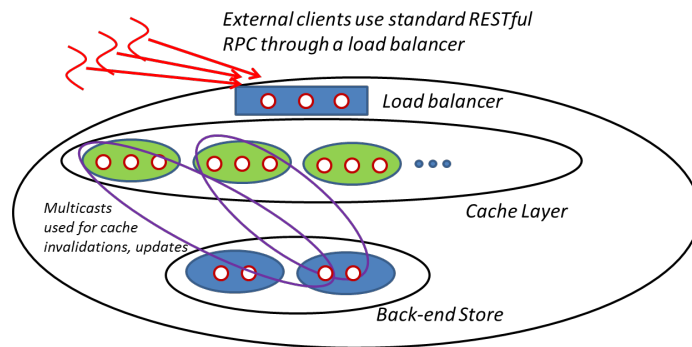 External clients use standard RESTful
RPC through a load balancer
Load balancer
Cache Layer
Multicasts
used for cache
invalidations, updates
Back-end Store